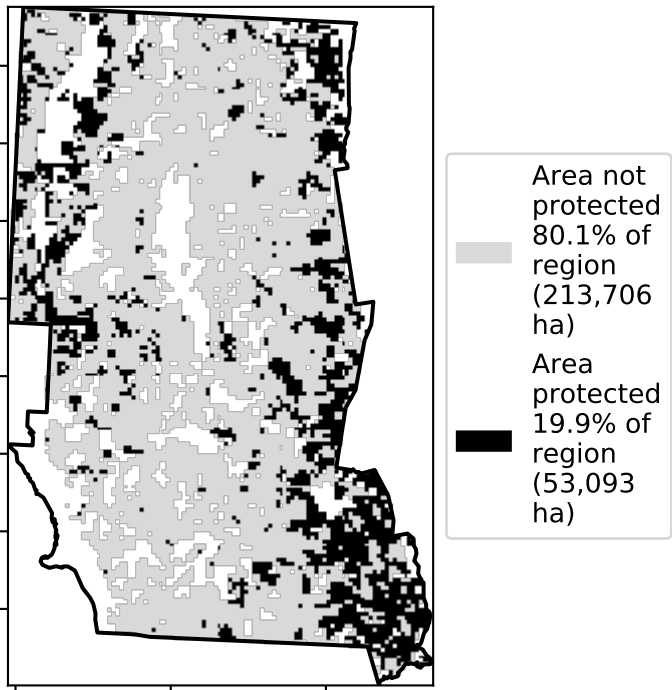 Area not
protected
80.1% of
region
(213,706
ha)
Area
protected
19.9% of
region
(53,093
ha)